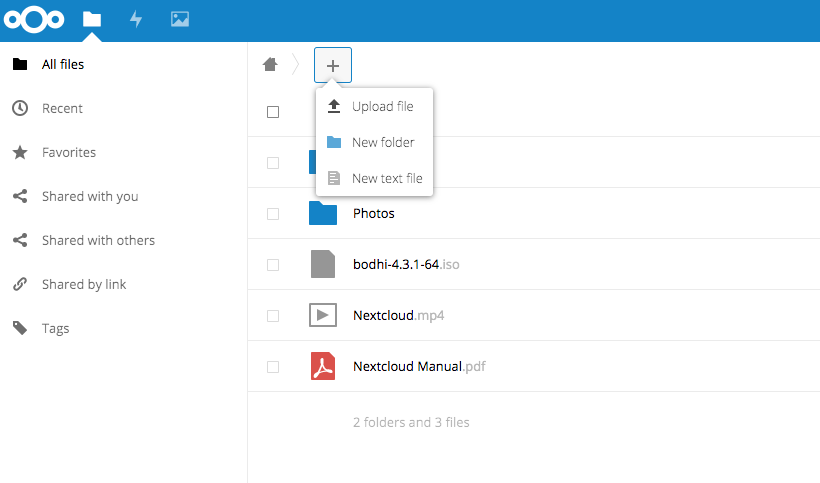 All files
Recent
Favorites
Shared with you
Shared with others
Shared by link
Tags
Upload file
New folder
New text file
Photos
bodhi-4.3.1-64.iso
Nextcloud.mp4
Nextcloud Manual.pdf
2 folders and 3 files